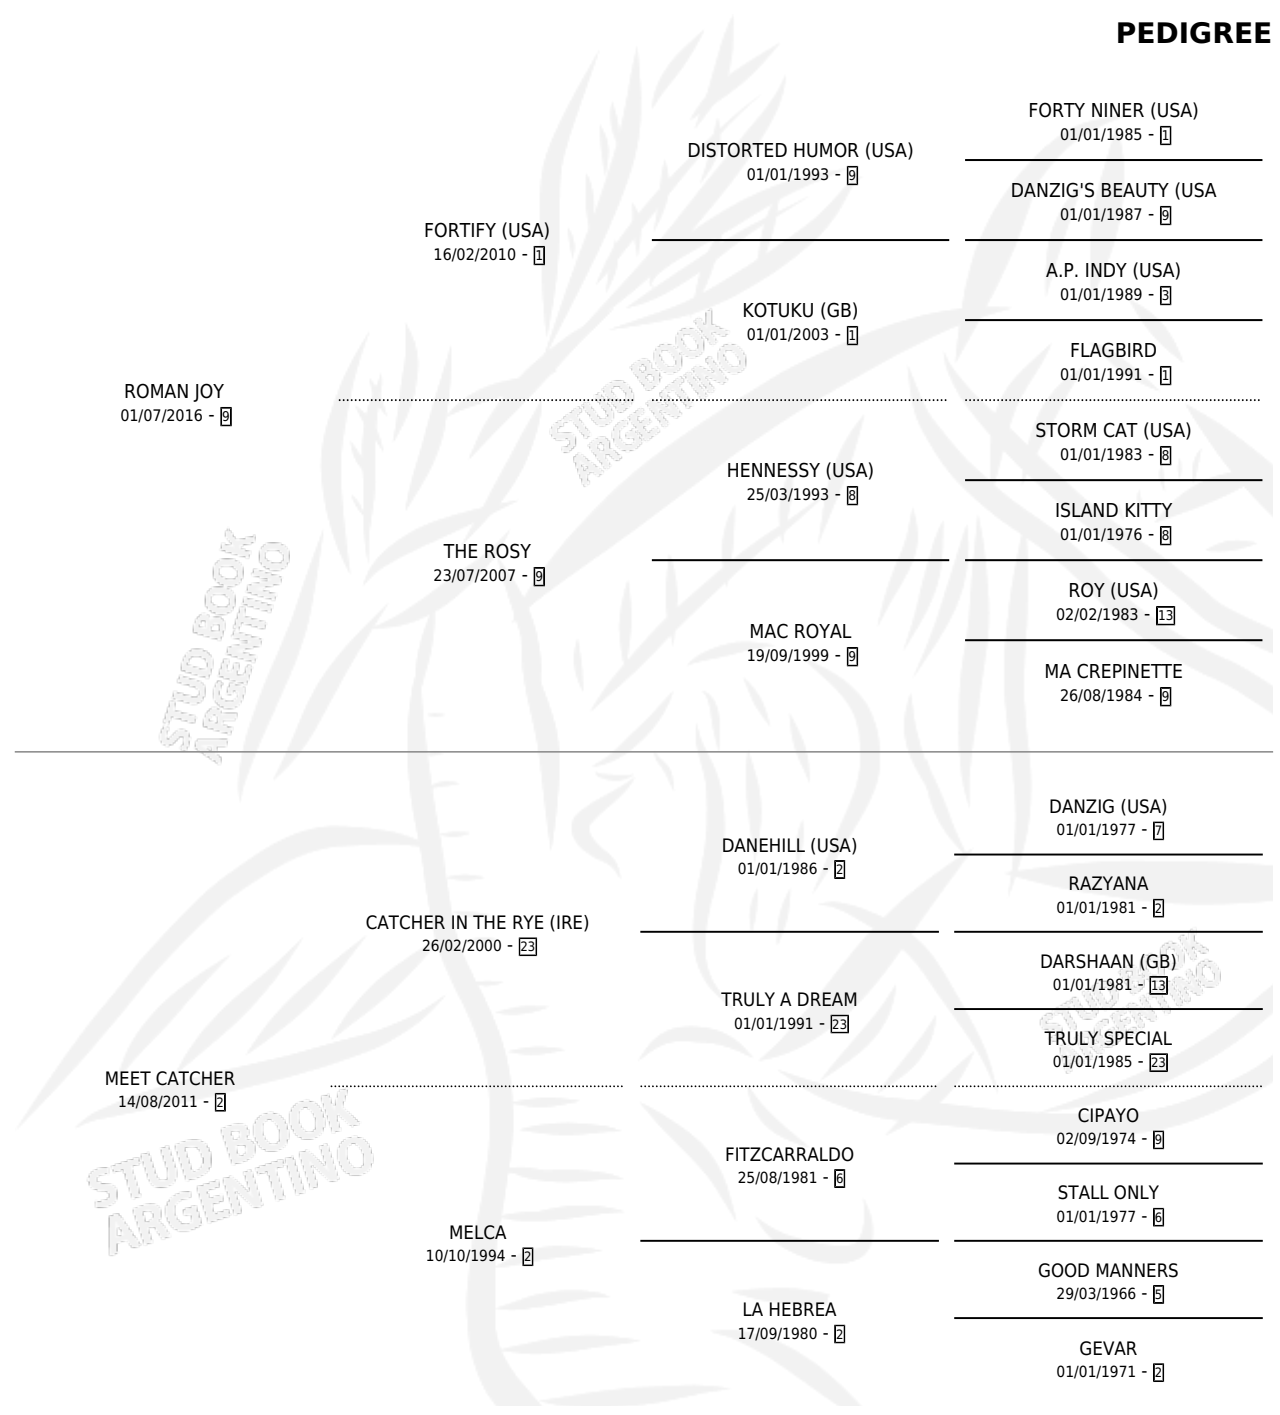 PEDIGREE
FORTY NINER (USA)
01/01/1985 - 1
DISTORTED HUMOR (USA)
01/01/1993 - 9
DANZIG'S BEAUTY (USA
01/01/1987 - 9
FORTIFY (USA)
16/02/2010 - 1
A.P. INDY (USA)
01/01/1989 - 3
KOTUKU (GB)
01/01/2003 - 1
FLAGBIRD
01/01/1991 - 1
ROMAN JOY
01/07/2016 - 9
STORM CAT (USA)
01/01/1983 - 8
HENNESSY (USA)
25/03/1993 - 8
ISLAND KITTY
01/01/1976 - 8
THE ROSY
23/07/2007 - 9
ROY (USA)
02/02/1983 - 13
MAC ROYAL
19/09/1999 - 9
MA CREPINETTE
26/08/1984 - 9
DANZIG (USA)
01/01/1977 - 7
DANEHILL (USA)
01/01/1986 - 2
RAZYANA
01/01/1981 - 2
CATCHER IN THE RYE (IRE)
26/02/2000 - 23
DARSHAAN (GB)
01/01/1981 - 13
TRULY A DREAM
01/01/1991 - 23
TRULY SPECIAL
01/01/1985 - 23
MEET CATCHER
14/08/2011 - 2
CIPAYO
02/09/1974 - 9
FITZCARRALDO
25/08/1981 - 6
STALL ONLY
01/01/1977 - 6
MELCA
10/10/1994 - 2
GOOD MANNERS
29/03/1966 - 5
LA HEBREA
17/09/1980 - 2
GEVAR
01/01/1971 - 2
STUD BOOK
ARGENTINO
STUD BOOK
ARGENTINO
STUD BOOK
ARGENTINO
STUD BOOK
ARGENTINO